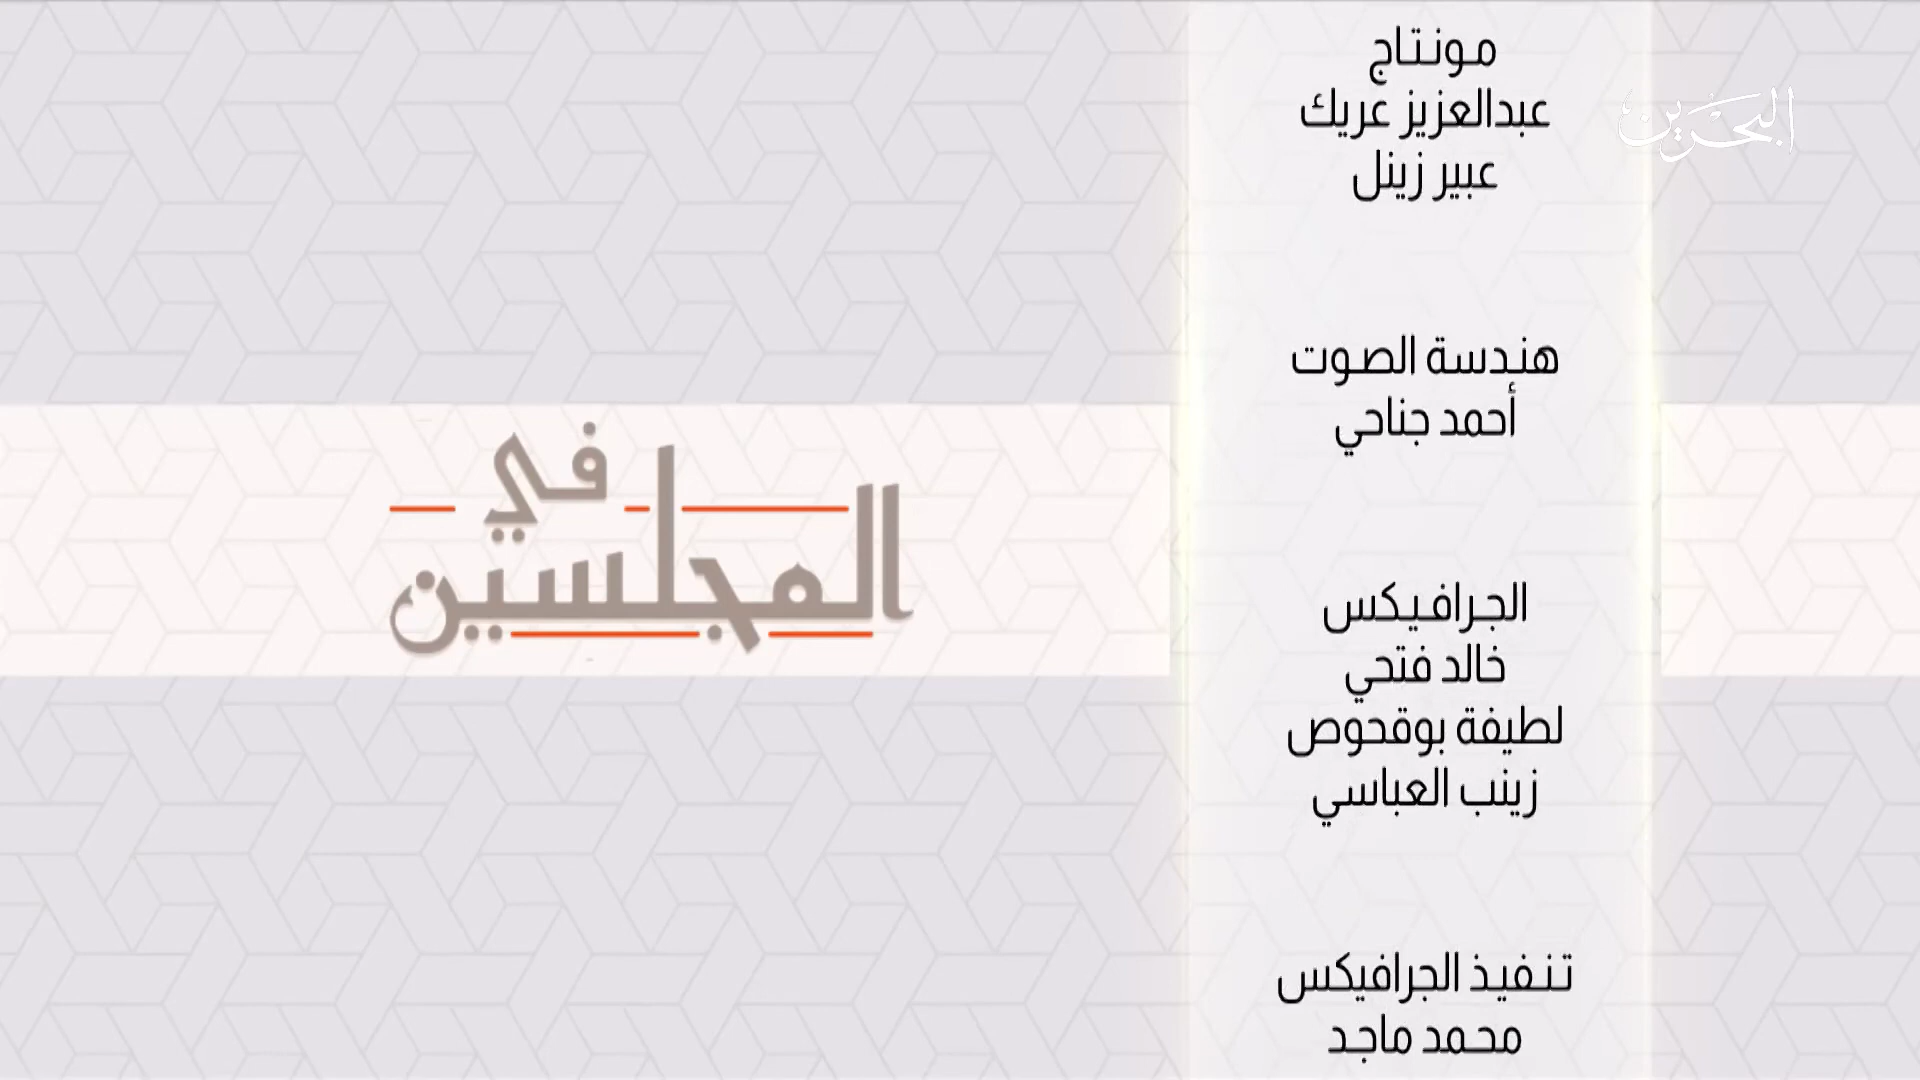 مونتاج
عبدالعزيز عريك
عبير زينل
البحرين
هندسة الصوت
أحمد جناحي
في
المجلسين
الجرافيكس
خالد فتحي
لطيفة بوقحوص
زينب العباسي
تنفيذ الجرافيكس
محمد ماجد